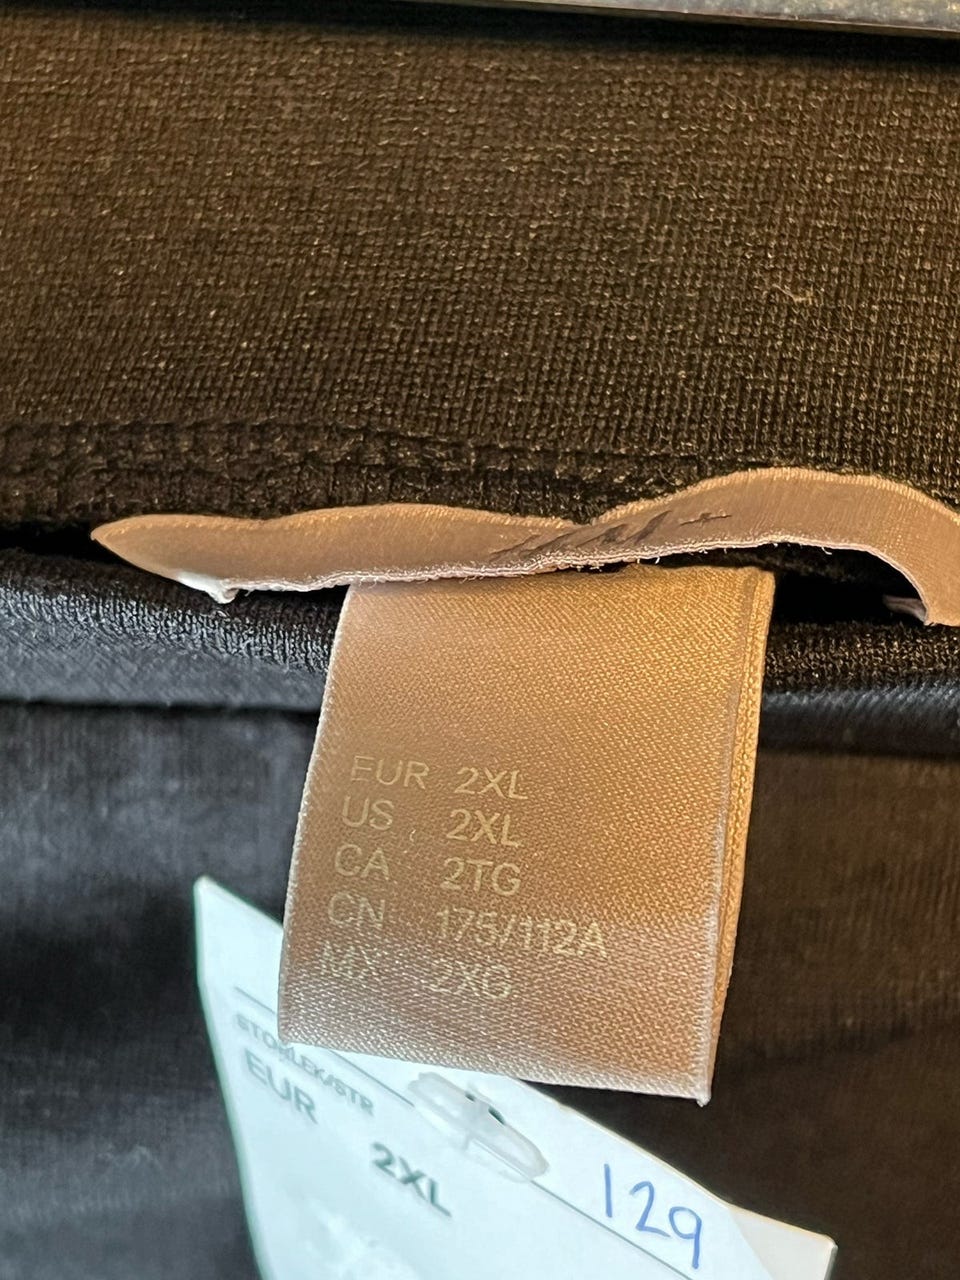 EUR 2XL
US 2XL
CA 2TG
CN 175/112A
MX 2XG
STORLEK/STR
EUR
2XL
129